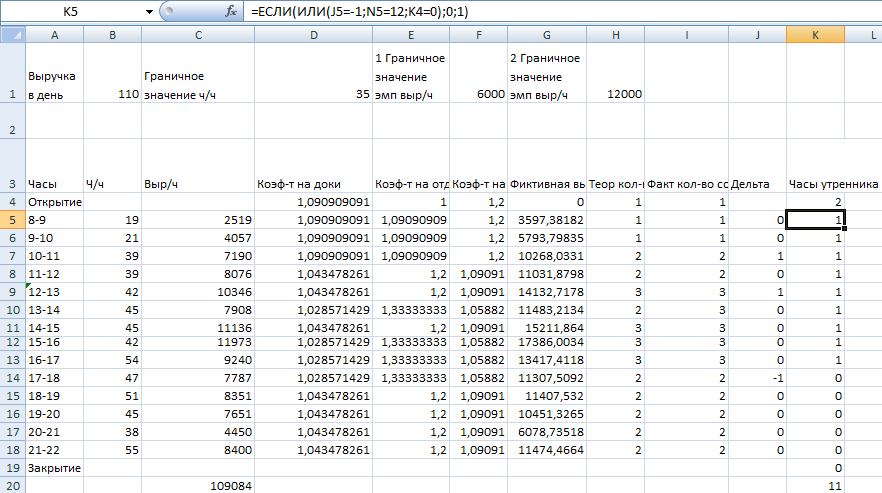 K5 fx =ЕСЛИ(ИЛИ(J5=-1;N5=12;K4=0);0;1)
A B C D E F G H I J K L
1 Выручка в день 110 Граничное значение ч/ч 35 1 Граничное значение эмп выр/ч 6000 2 Граничное значение эмп выр/ч 12000
2
3 Часы Ч/ч Выр/ч Коэф-т на доки Коэф-т на отд Коэф-т на Фиктивная вы Теор кол-в Факт кол-во сс Дельта Часы утренника
4 Открытие 1,090909091 1 1,2 0 1 1 2
5 8-9 19 2519 1,090909091 1,09090909 1,2 3597,38182 1 1 0 1
6 9-10 21 4057 1,090909091 1,09090909 1,2 5793,79835 1 1 0 1
7 10-11 39 7190 1,090909091 1,09090909 1,2 10268,0331 2 2 1 1
8 11-12 39 8076 1,043478261 1,2 1,09091 11031,8798 2 2 0 1
9 12-13 42 10346 1,043478261 1,2 1,09091 14132,7178 3 3 1 1
10 13-14 45 7908 1,028571429 1,33333333 1,05882 11483,2134 2 3 0 1
11 14-15 45 11136 1,043478261 1,2 1,09091 15211,864 3 3 0 1
12 15-16 42 11973 1,028571429 1,33333333 1,05882 17386,0034 3 3 0 1
13 16-17 54 9240 1,028571429 1,33333333 1,05882 13417,4118 3 3 0 1
14 17-18 47 7787 1,028571429 1,33333333 1,05882 11307,5092 2 2 -1 0
15 18-19 51 8351 1,043478261 1,2 1,09091 11407,532 2 2 0 0
16 19-20 45 7651 1,043478261 1,2 1,09091 10451,3265 2 2 0 0
17 20-21 38 4450 1,043478261 1,2 1,09091 6078,73518 2 2 0 0
18 21-22 55 8400 1,043478261 1,2 1,09091 11474,4664 2 2 0 0
19 Закрытие 0
20 109084 11